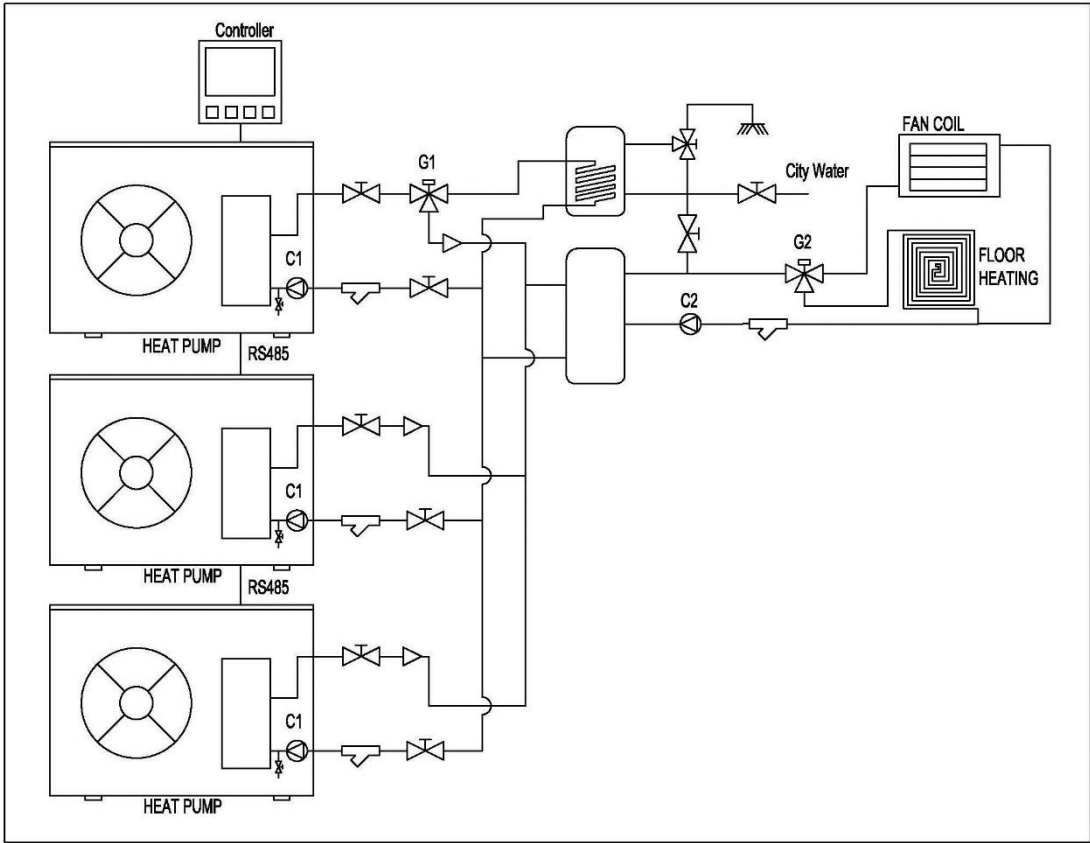 Controller
G1
C1
HEAT PUMP
RS485
City Water
FAN COIL
G2
FLOOR
HEATING
C2
C1
HEAT PUMP
RS485
C1
HEAT PUMP